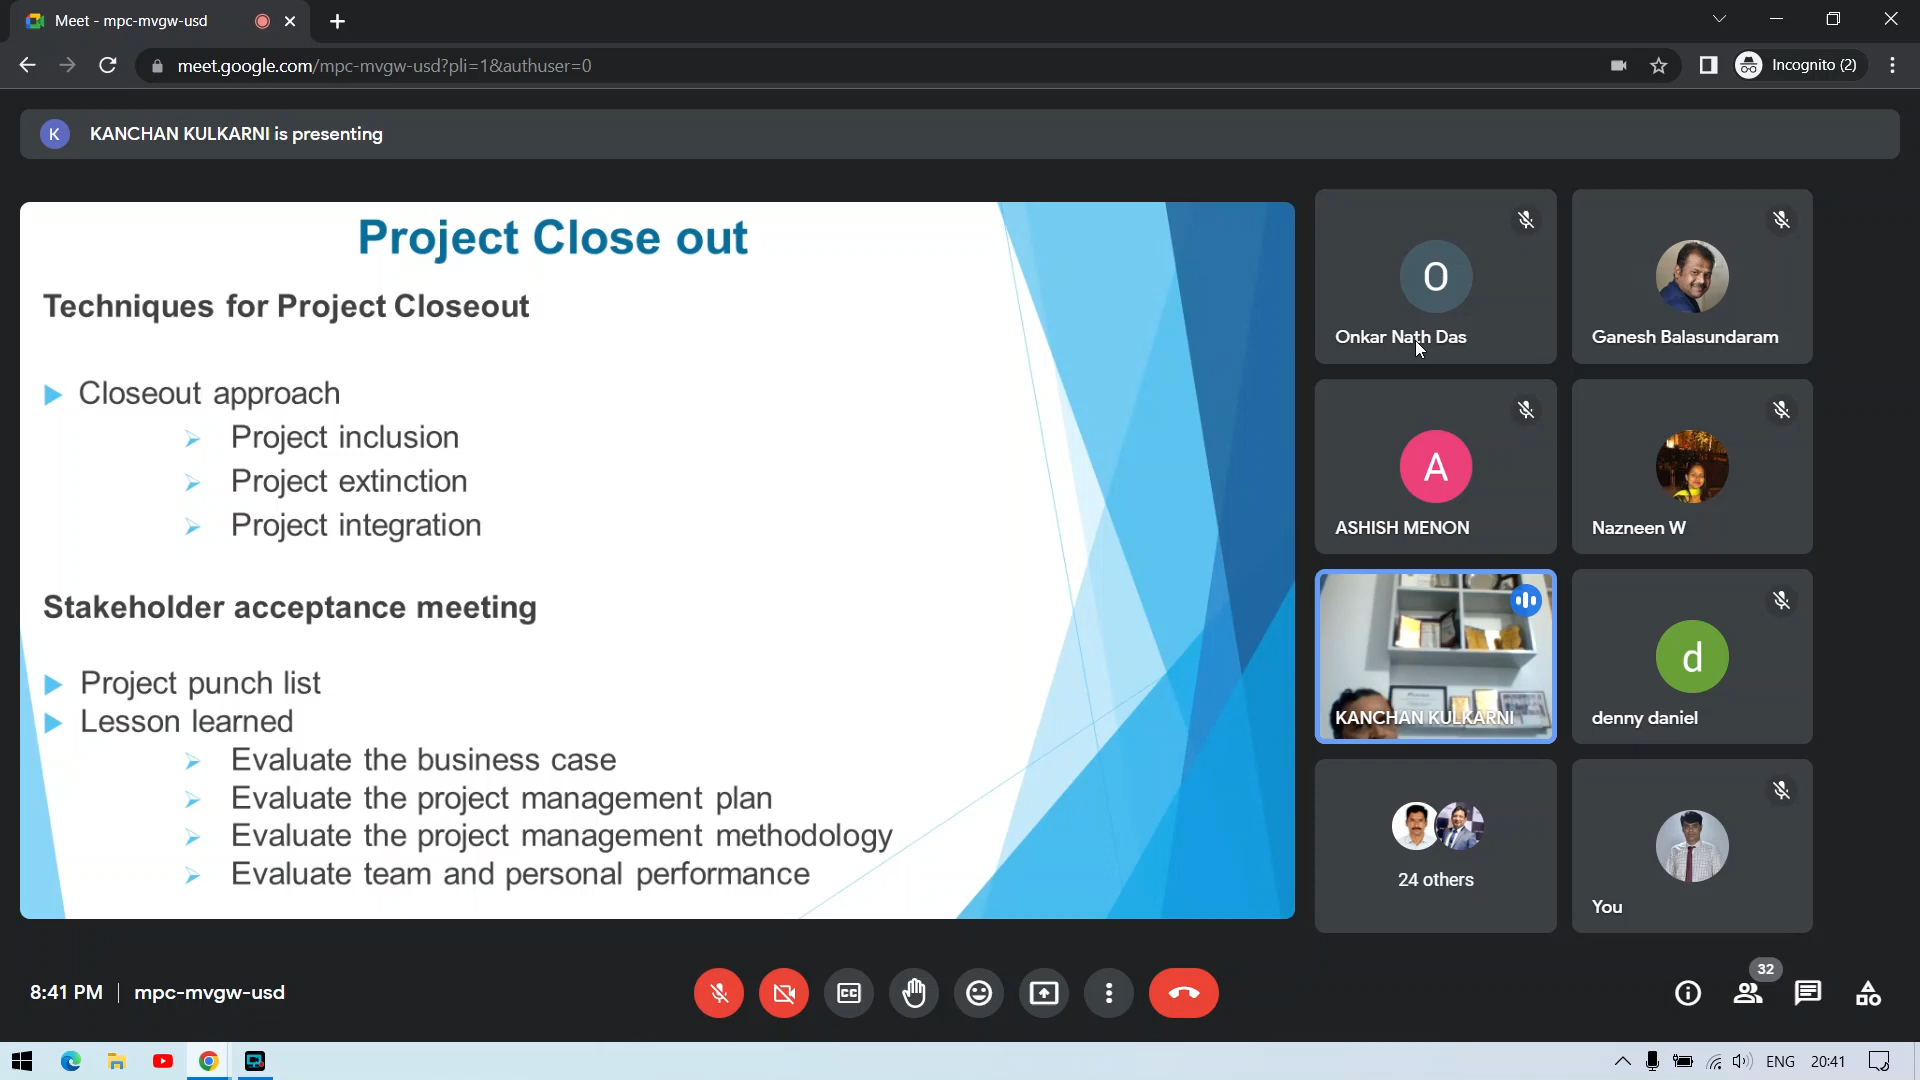 Meet - mpc-mvgw-usd
meet.google.com/mpc-mvgw-usd?pli=1&authuser=0
Incognito (2)
K
KANCHAN KULKARNI is presenting
Project Close out
Techniques for Project Closeout
Closeout approach
Project inclusion
Project extinction
Project integration
Stakeholder acceptance meeting
Project punch list
Lesson learned
Evaluate the business case
Evaluate the project management plan
Evaluate the project management methodology
Evaluate team and personal performance
O
Onkar Nath Das
Ganesh Balasundaram
A
ASHISH MENON
Nazneen W
KANCHAN KULKARNI
d
denny daniel
24 others
You
8:41 PM | mpc-mvgw-usd
CC
32
ENG
20:41